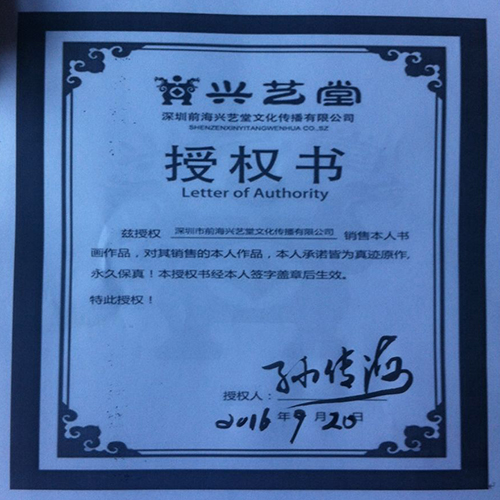 兴艺堂
深圳前海兴艺堂文化传播有限公司
SHENZENXINYITANGWENHUA CO.,SZ
授权书
Letter of Authority
兹授权 深圳市前海兴艺堂文化传播有限公司 销售本人书
画作品，对其销售的本人作品，本人承诺皆为真迹原作,
永久保真！本授权书经本人签字盖章后生效。
特此授权！
授权人：孙传海
2016年9月20日